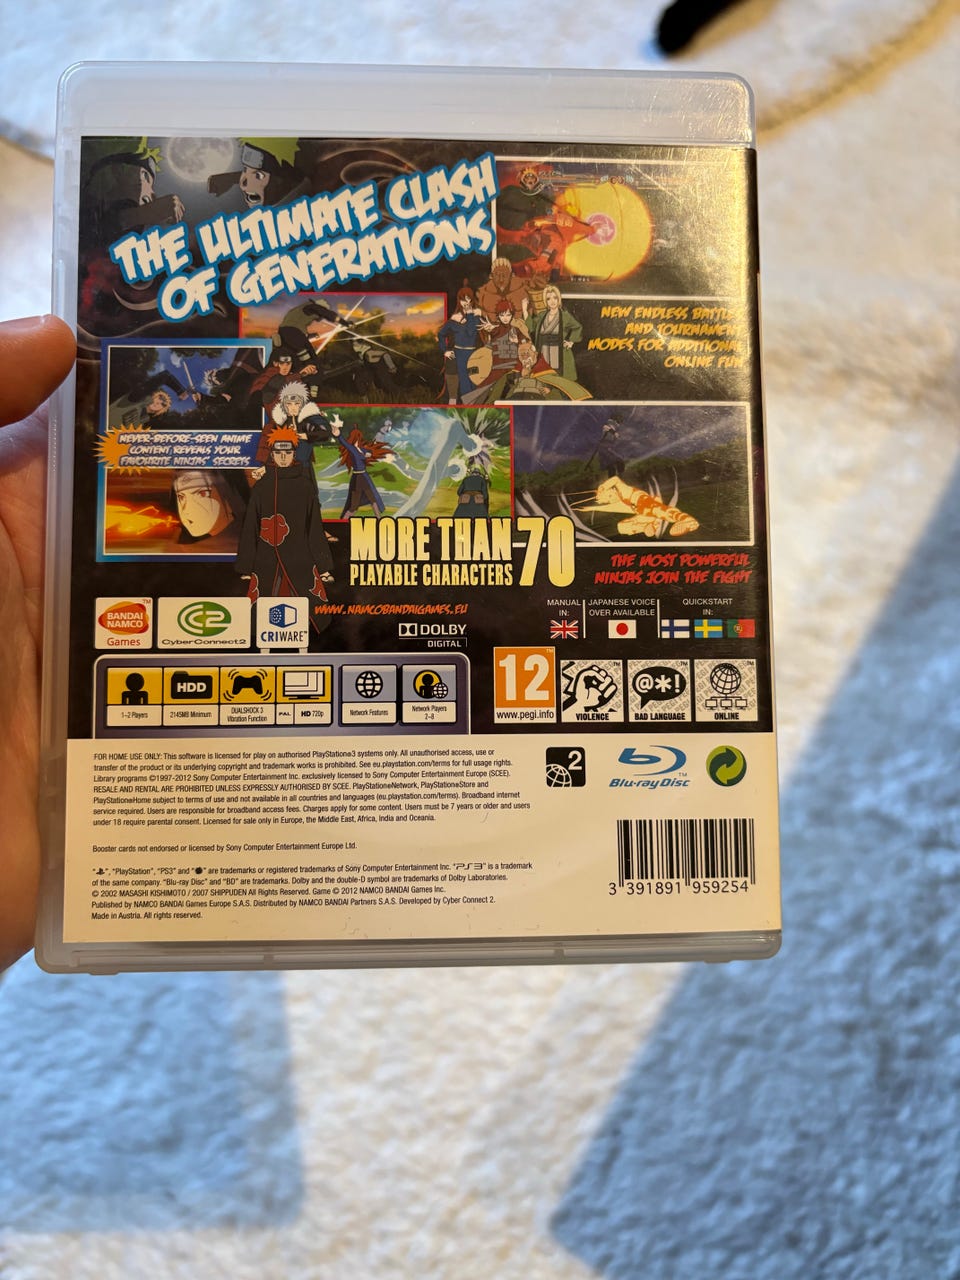 THE ULTIMATE CLASH
OF GENERATIONS
NEW ENDLESS BATTLE
AND TOURNAMENT
MODES FOR ADDITIONAL
ONLINE FUN
NEVER-BEFORE-SEEN ANIME
CONTENT REVEALS YOUR
FAVOURITE NINJAS' SECRETS
MORE THAN 70
PLAYABLE CHARACTERS
THE MOST POWERFUL
NINJAS JOIN THE FIGHT
BANDAI
NAMCO
Games
TM
C2
CyberConnect2
CRIWARE™
WWW.NAMCOBANDAIGAMES.EU
DOLBY
DIGITAL
MANUAL
IN:
JAPANESE VOICE
OVER AVAILABLE
QUICKSTART
IN:
1-2 Players
HDD
2145MB Minimum
DUALSHOCK 3
Vibration Function
PAL
HD 720p
Network Features
Network Players
2-8
12
www.pegi.info
VIOLENCE
@*!
BAD LANGUAGE
ONLINE
FOR HOME USE ONLY: This software is licensed for play on authorised PlayStation®3 systems only. All unauthorised access, use or
transfer of the product or its underlying copyright and trademark works is prohibited. See eu.playstation.com/terms for full usage rights.
Library programs ©1997-2012 Sony Computer Entertainment Inc. exclusively licensed to Sony Computer Entertainment Europe (SCEE).
RESALE AND RENTAL ARE PROHIBITED UNLESS EXPRESSLY AUTHORISED BY SCEE. PlayStation®Network, PlayStation®Store and
PlayStation®Home subject to terms of use and not available in all countries and languages (eu.playstation.com/terms). Broadband internet
service required. Users are responsible for broadband access fees. Charges apply for some content. Users must be 7 years or older and users
under 18 require parental consent. Licensed for sale only in Europe, the Middle East, Africa, India and Oceania.
2
Blu-ray Disc™
Booster cards not endorsed or licensed by Sony Computer Entertainment Europe Ltd.
"PlayStation", "PS3" and are trademarks or registered trademarks of Sony Computer Entertainment Inc. "PS3" is a trademark
of the same company. "Blu-ray Disc" and "BD" are trademarks. Dolby and the double-D symbol are trademarks of Dolby Laboratories.
© 2002 MASASHI KISHIMOTO / 2007 SHIPPUDEN All Rights Reserved. Game © 2012 NAMCO BANDAI Games Inc.
Published by NAMCO BANDAI Games Europe S.A.S. Distributed by NAMCO BANDAI Partners S.A.S. Developed by Cyber Connect 2.
Made in Austria. All rights reserved.
3 391891 959254